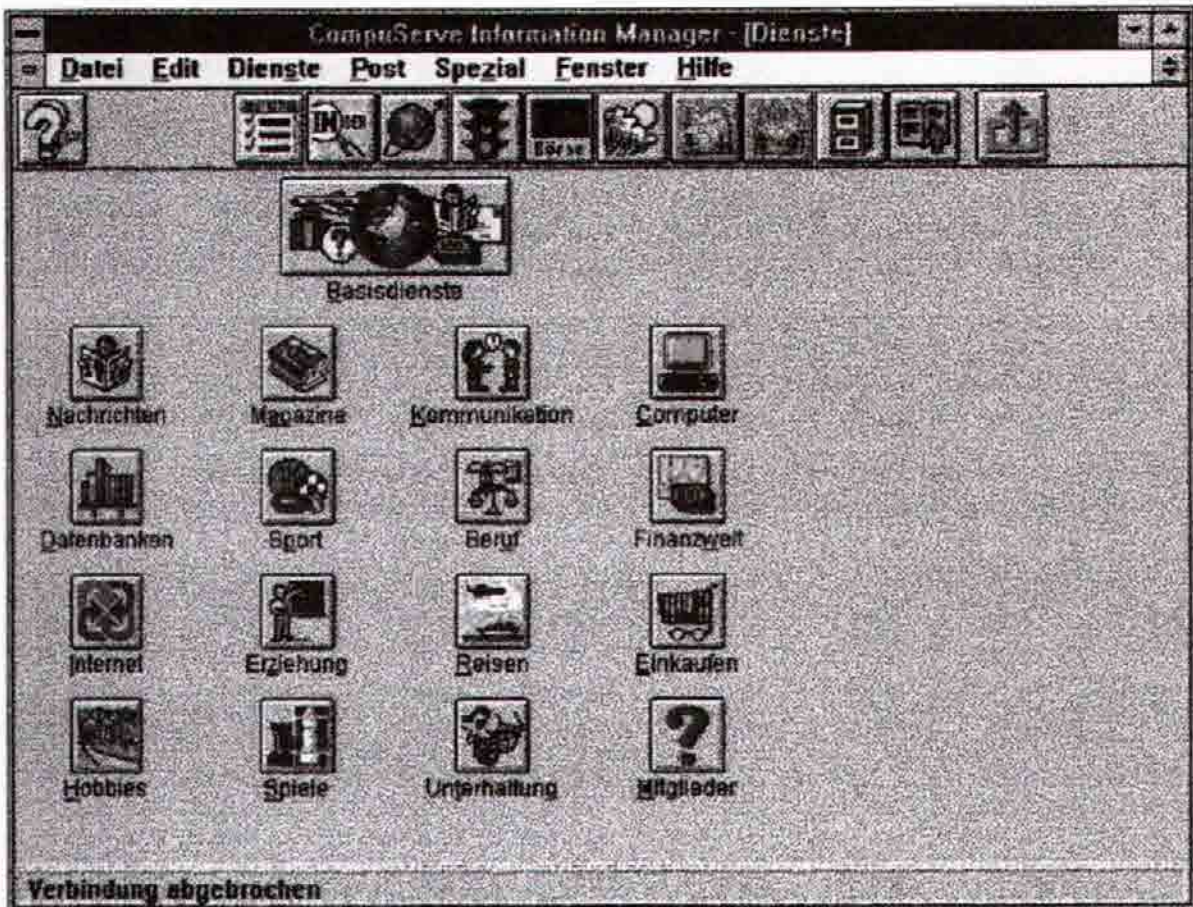 CompuServe Information Manager - [Dienste]
Datei Edit Dienste Post Spezial Fenster Hilfe
Börse
Basisdienste
Nachrichten Magazine Kommunikation Computer
Datenbanken Sport Beruf Finanzwelt
Internet Erziehung Reisen Einkaufen
Hobbies Spiele Unterhaltung Mitglieder
Verbindung abgebrochen